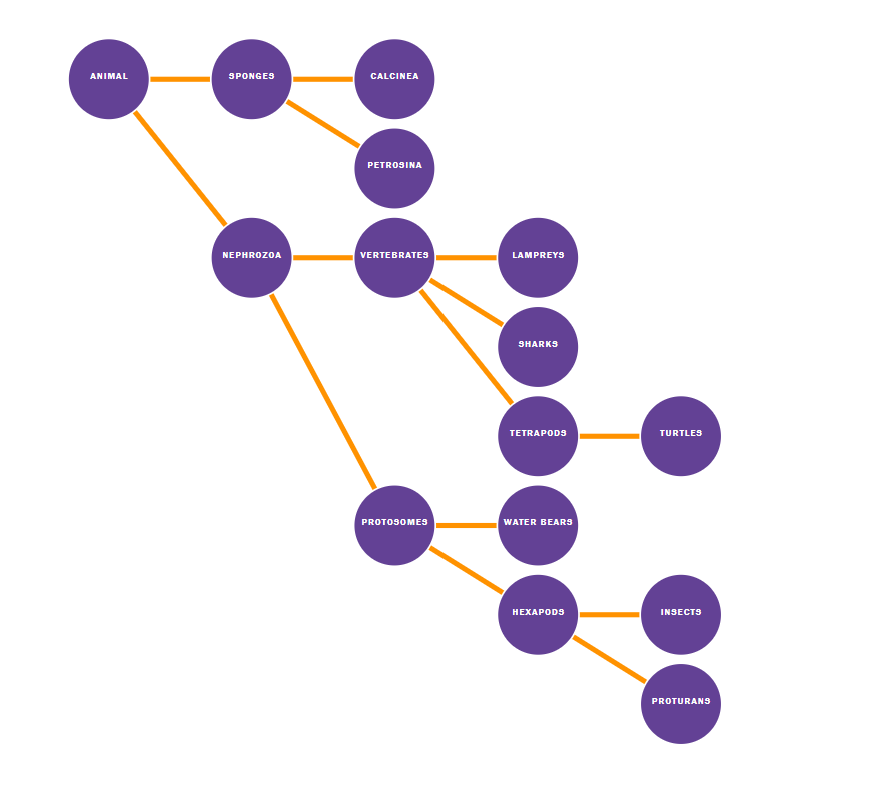 ANIMAL
SPONGES
CALCINEA
PETROSINA
NEPHROZOA
VERTEBRATES
LAMPREYS
SHARKS
TETRAPODS
TURTLES
PROTOSOMES
WATER BEARS
HEXAPODS
INSECTS
PROTURANS